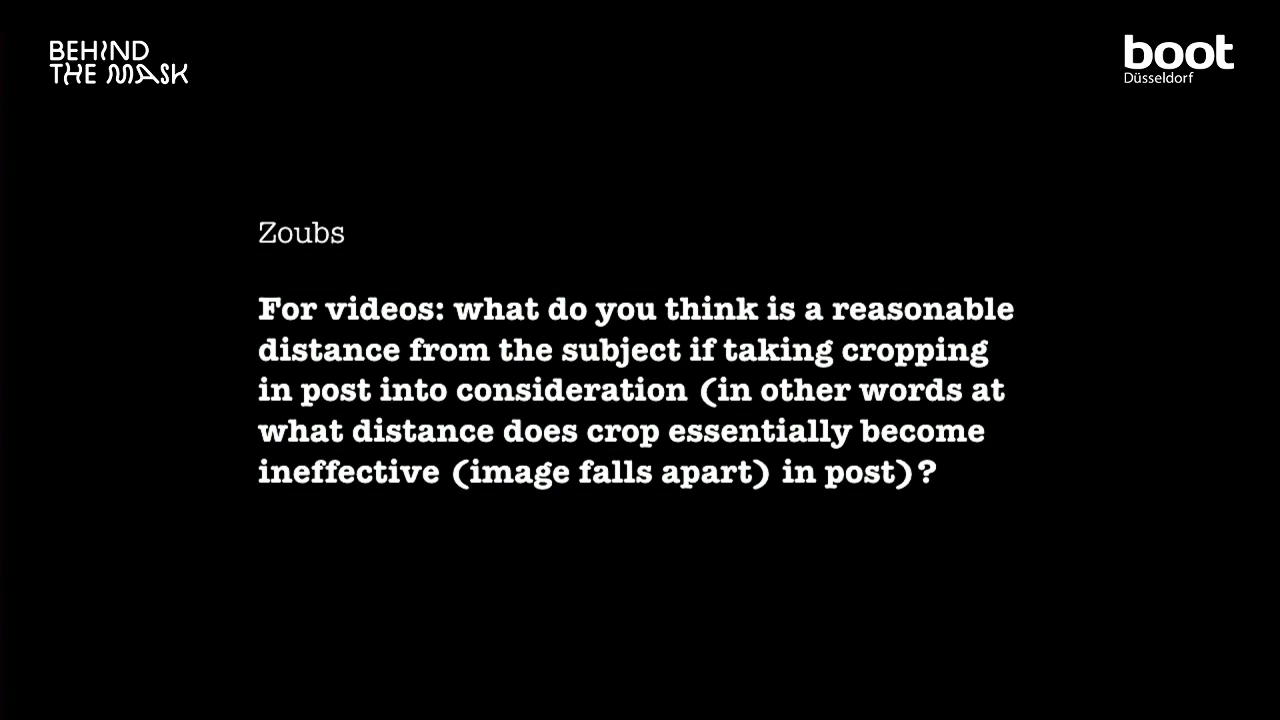 BEHIND
THE MASK
boot
Düsseldorf
Zoubs
For videos: what do you think is a reasonable
distance from the subject if taking cropping
in post into consideration (in other words at
what distance does crop essentially become
ineffective (image falls apart) in post)?